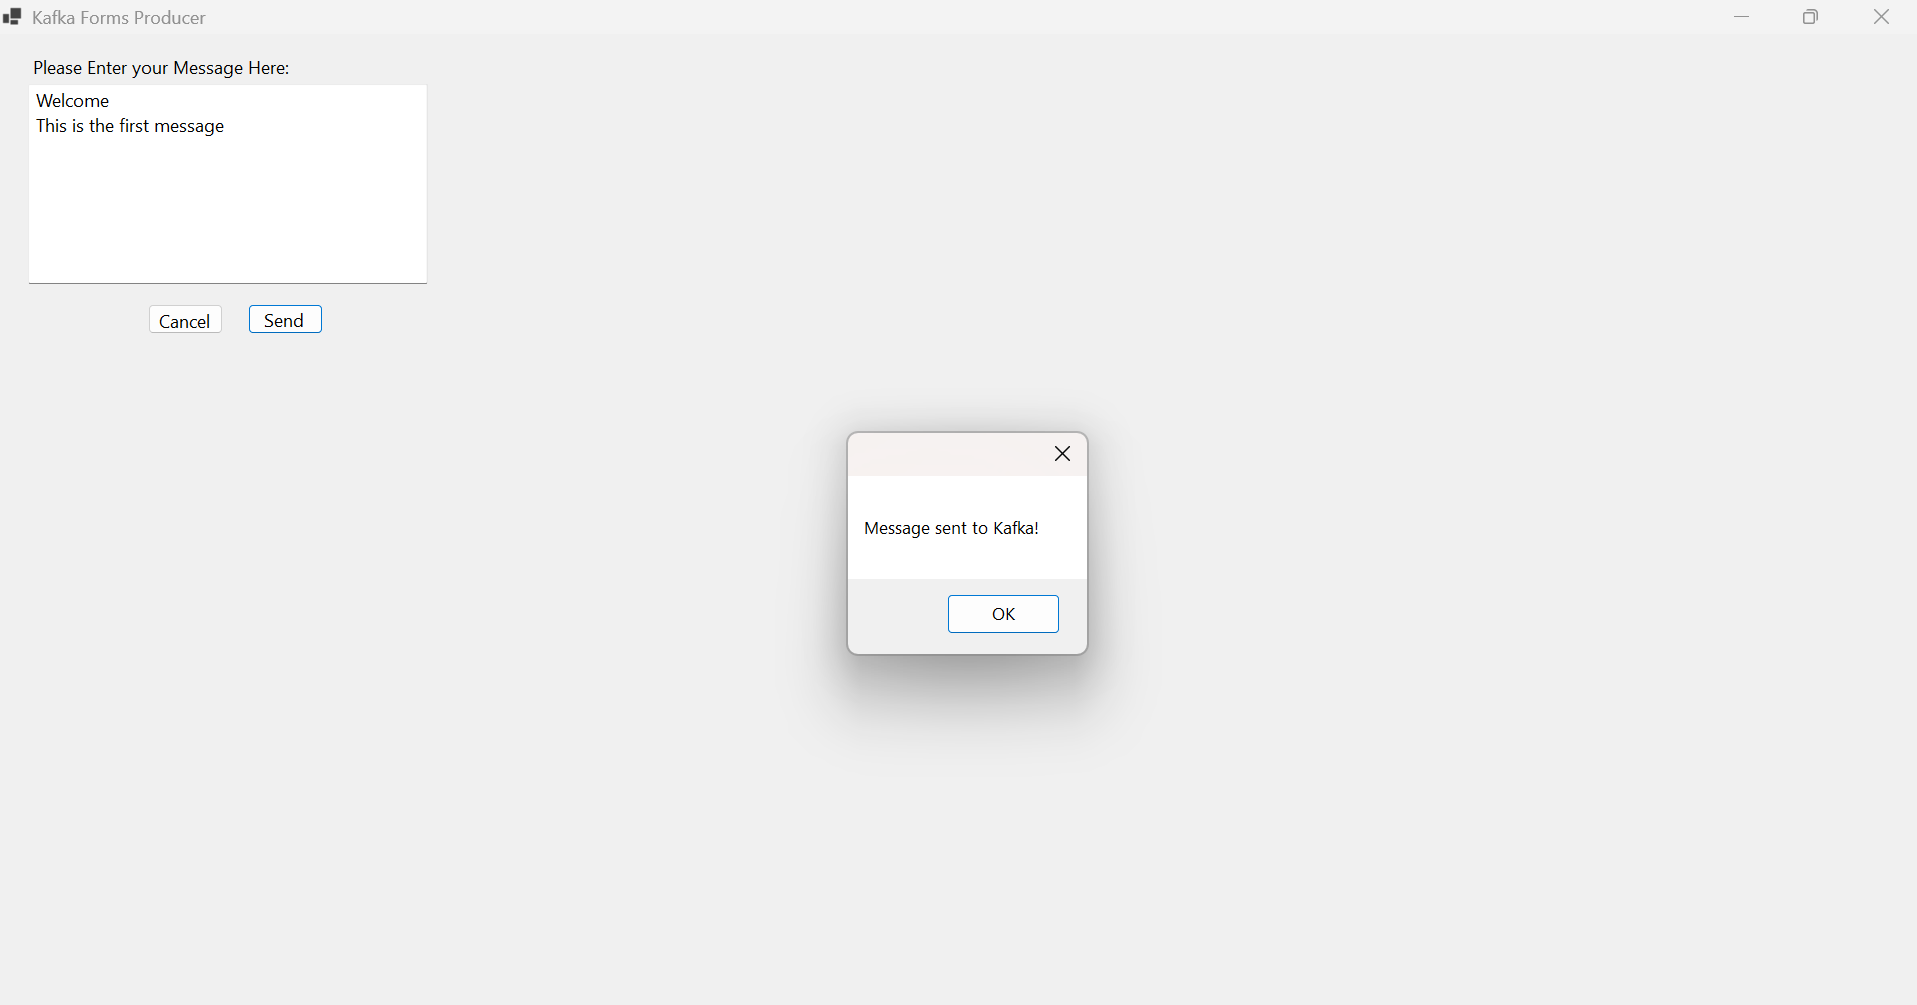 Kafka Forms Producer
Please Enter your Message Here:
Welcome
This is the first message
Cancel
Send
Message sent to Kafka!
OK